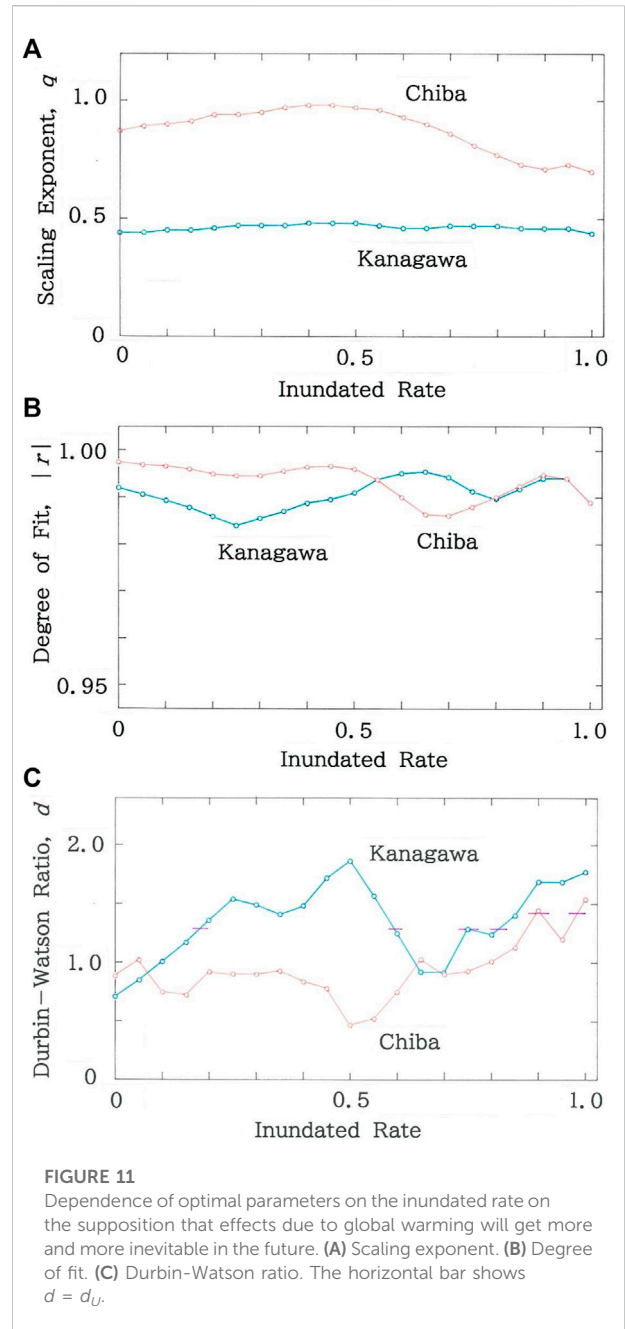 A
Scaling Exponent, q
1.0
0.5
0
Chiba
Kanagawa
0
0.5
1.0
Inundated Rate
B
Degree of Fit, |r|
1.00
0.95
Kanagawa
Chiba
0
0.5
1.0
Inundated Rate
C
Durbin-Watson Ratio, d
2.0
1.0
0
Kanagawa
Chiba
0
0.5
1.0
Inundated Rate
FIGURE 11
Dependence of optimal parameters on the inundated rate on
the supposition that effects due to global warming will get more
and more inevitable in the future. (A) Scaling exponent. (B) Degree
of fit. (C) Durbin-Watson ratio. The horizontal bar shows
d = d_U.